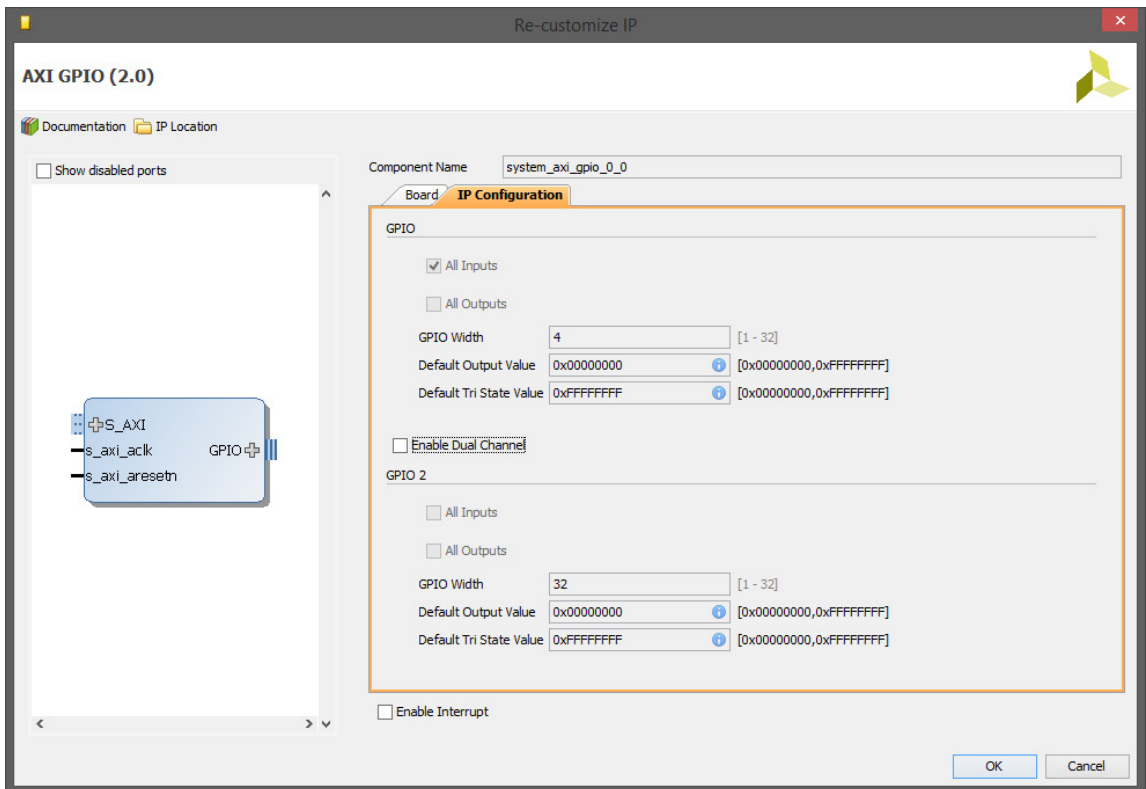 Re-customize IP
AXI GPIO (2.0)
Documentation IP Location
Show disabled ports
S_AXI
s_axi_aclk GPIO
s_axi_aresetn
Component Name system_axi_gpio_0_0
Board IP Configuration
GPIO
All Inputs
All Outputs
GPIO Width 4 [1 - 32]
Default Output Value 0x00000000 [0x00000000,0xFFFFFFFF]
Default Tri State Value 0xFFFFFFFF [0x00000000,0xFFFFFFFF]
Enable Dual Channel
GPIO 2
All Inputs
All Outputs
GPIO Width 32 [1 - 32]
Default Output Value 0x00000000 [0x00000000,0xFFFFFFFF]
Default Tri State Value 0xFFFFFFFF [0x00000000,0xFFFFFFFF]
Enable Interrupt
OK Cancel